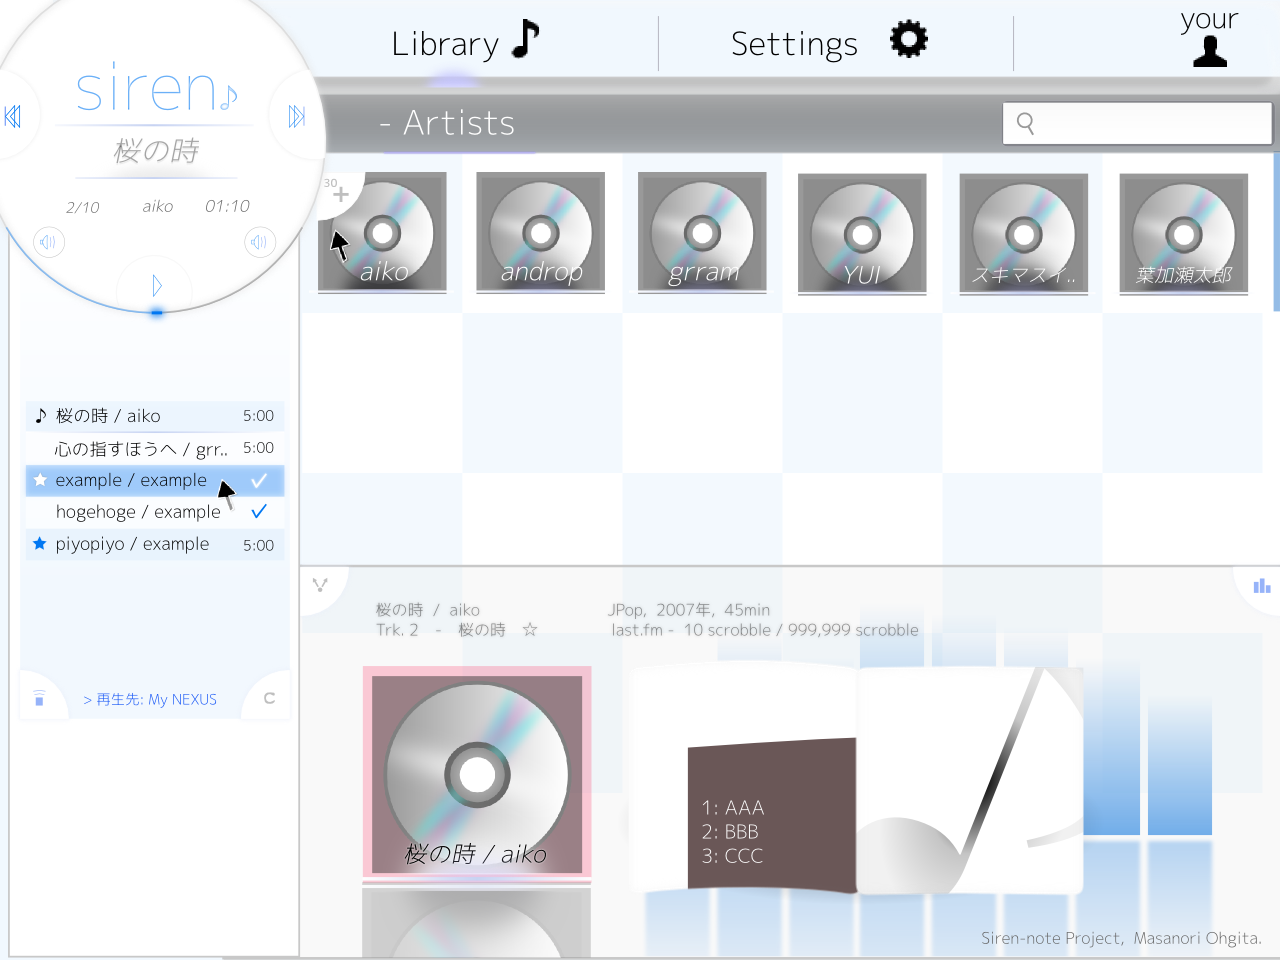 Library
Settings
your
siren
桜の時
2/10 aiko 01:10
- Artists
30
aiko
androp
grram
YUI
スキマスイ..
葉加瀬太郎
桜の時 / aiko 5:00
心の指すほうへ / grr.. 5:00
example / example
hogehoge / example
piyopiyo / example 5:00
> 再生先: My NEXUS
C
桜の時 / aiko
Trk. 2 - 桜の時 ☆
JPop, 2007年, 45min
last.fm - 10 scrobble / 999,999 scrobble
桜の時 / aiko
1: AAA
2: BBB
3: CCC
Siren-note Project, Masanori Ohgita.